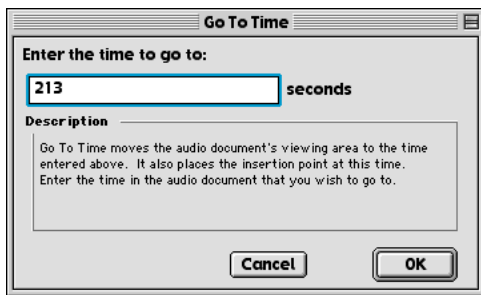 Go To Time
Enter the time to go to:
213 seconds
Description
Go To Time moves the audio document's viewing area to the time
entered above. It also places the insertion point at this time.
Enter the time in the audio document that you wish to go to.
Cancel OK